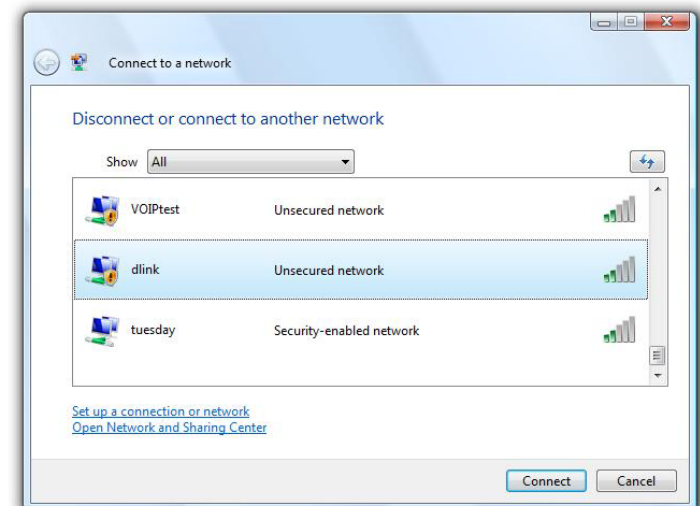 Connect to a network
Disconnect or connect to another network
Show All
VOIPtest Unsecured network
dlink Unsecured network
tuesday Security-enabled network
Set up a connection or network
Open Network and Sharing Center
Connect Cancel